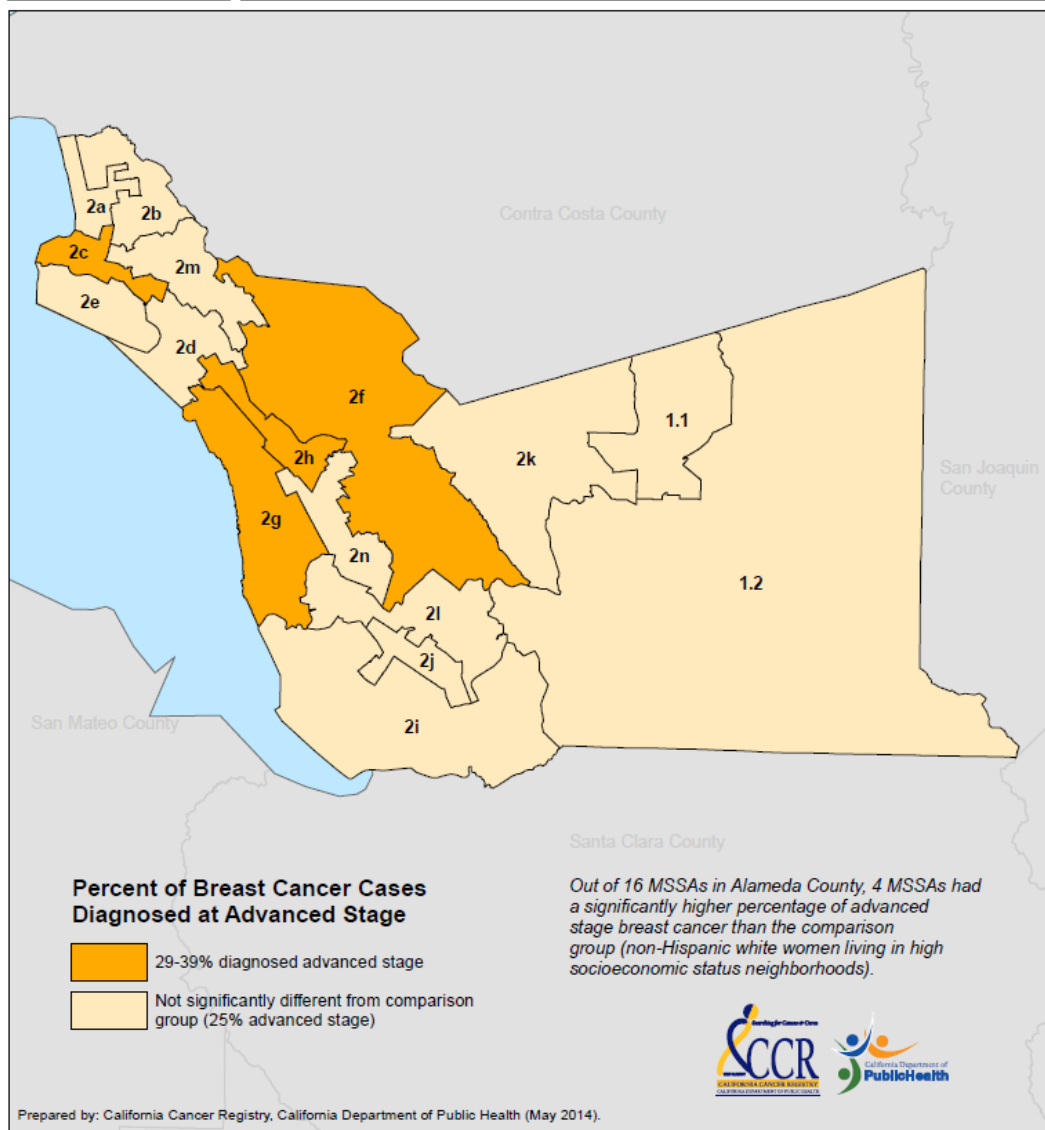 Contra Costa County
2a
2b
2c
2m
2e
2d
2f
1.1
2h
2k
San Joaquin
County
2g
2n
1.2
2l
2j
San Mateo County
2i
Santa Clara County
Percent of Breast Cancer Cases
Diagnosed at Advanced Stage
29-39% diagnosed advanced stage
Not significantly different from comparison
group (25% advanced stage)
Out of 16 MSSAs in Alameda County, 4 MSSAs had
a significantly higher percentage of advanced
stage breast cancer than the comparison
group (non-Hispanic white women living in high
socioeconomic status neighborhoods).
CCR
CALIFORNIA CANCER REGISTRY
CALIFORNIA DEPARTMENT OF PUBLIC HEALTH
California Department of
PublicHealth
Prepared by: California Cancer Registry, California Department of Public Health (May 2014).